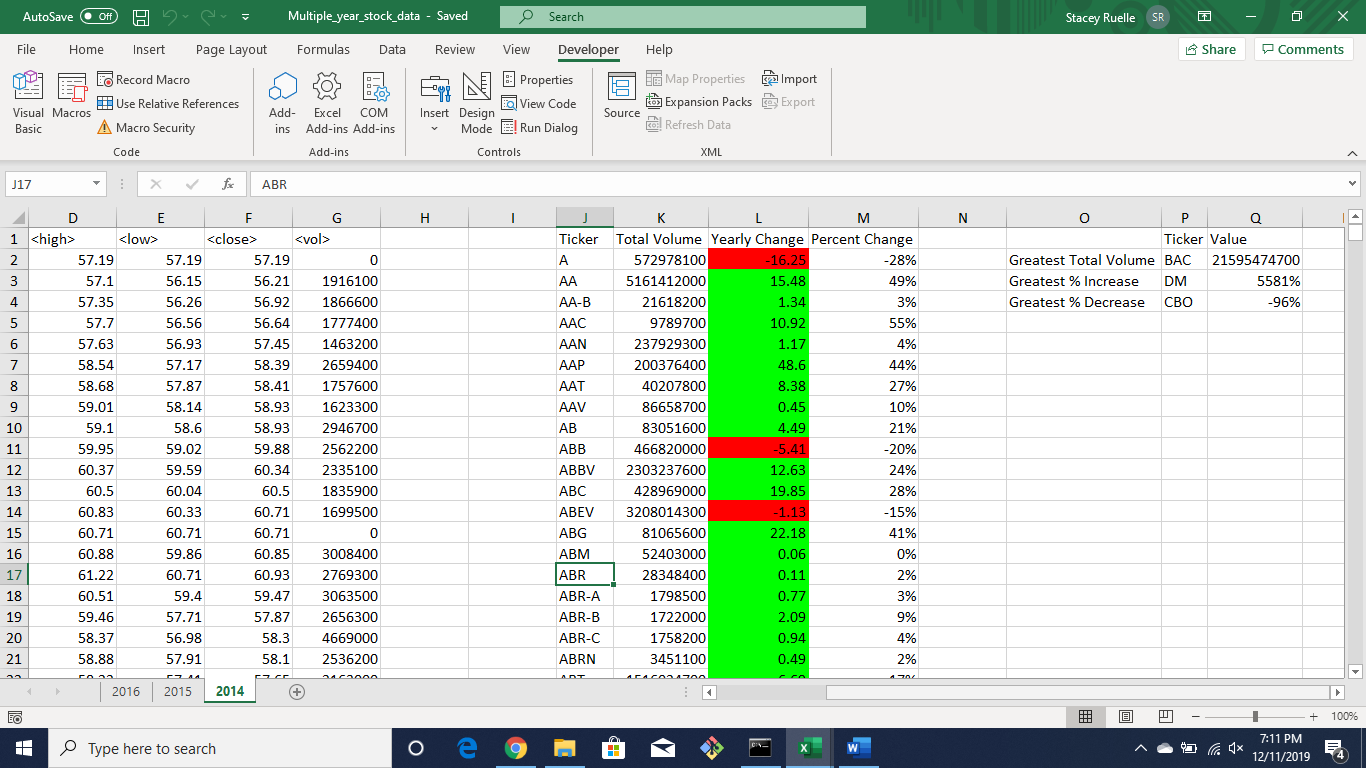 AutoSave Off Multiple_year_stock_data - Saved Search Stacey Ruelle SR
File Home Insert Page Layout Formulas Data Review View Developer Help Share Comments
Visual Basic
Macros
Record Macro
Use Relative References
Macro Security
Code
Add-ins
Excel Add-ins
COM Add-ins
Add-ins
Insert
Design Mode
Properties
View Code
Run Dialog
Controls
Source
Map Properties
Expansion Packs
Refresh Data
Import
Export
XML
J17 fx ABR
D E F G H I J K L M N O P Q
1 <high> <low> <close> <vol> Ticker Total Volume Yearly Change Percent Change Ticker Value
2 57.19 57.19 57.19 0 A 572978100 -16.25 -28% Greatest Total Volume BAC 21595474700
3 57.1 56.15 56.21 1916100 AA 5161412000 15.48 49% Greatest % Increase DM 5581%
4 57.35 56.26 56.92 1866600 AA-B 21618200 1.34 3% Greatest % Decrease CBO -96%
5 57.7 56.56 56.64 1777400 AAC 9789700 10.92 55%
6 57.63 56.93 57.45 1463200 AAN 237929300 1.17 4%
7 58.54 57.17 58.39 2659400 AAP 200376400 48.6 44%
8 58.68 57.87 58.41 1757600 AAT 40207800 8.38 27%
9 59.01 58.14 58.93 1623300 AAV 86658700 0.45 10%
10 59.1 58.6 58.93 2946700 AB 83051600 4.49 21%
11 59.95 59.02 59.88 2562200 ABB 466820000 -5.41 -20%
12 60.37 59.59 60.34 2335100 ABBV 2303237600 12.63 24%
13 60.5 60.04 60.5 1835900 ABC 428969000 19.85 28%
14 60.83 60.33 60.71 1699500 ABEV 3208014300 -1.13 -15%
15 60.71 60.71 60.71 0 ABG 81065600 22.18 41%
16 60.88 59.86 60.85 3008400 ABM 52403000 0.06 0%
17 61.22 60.71 60.93 2769300 ABR 28348400 0.11 2%
18 60.51 59.4 59.47 3063500 ABR-A 1798500 0.77 3%
19 59.46 57.71 57.87 2656300 ABR-B 1722000 2.09 9%
20 58.37 56.98 58.3 4669000 ABR-C 1758200 0.94 4%
21 58.88 57.91 58.1 2536200 ABRN 3451100 0.49 2%
2016 2015 2014
100%
Type here to search
7:11 PM
12/11/2019
4